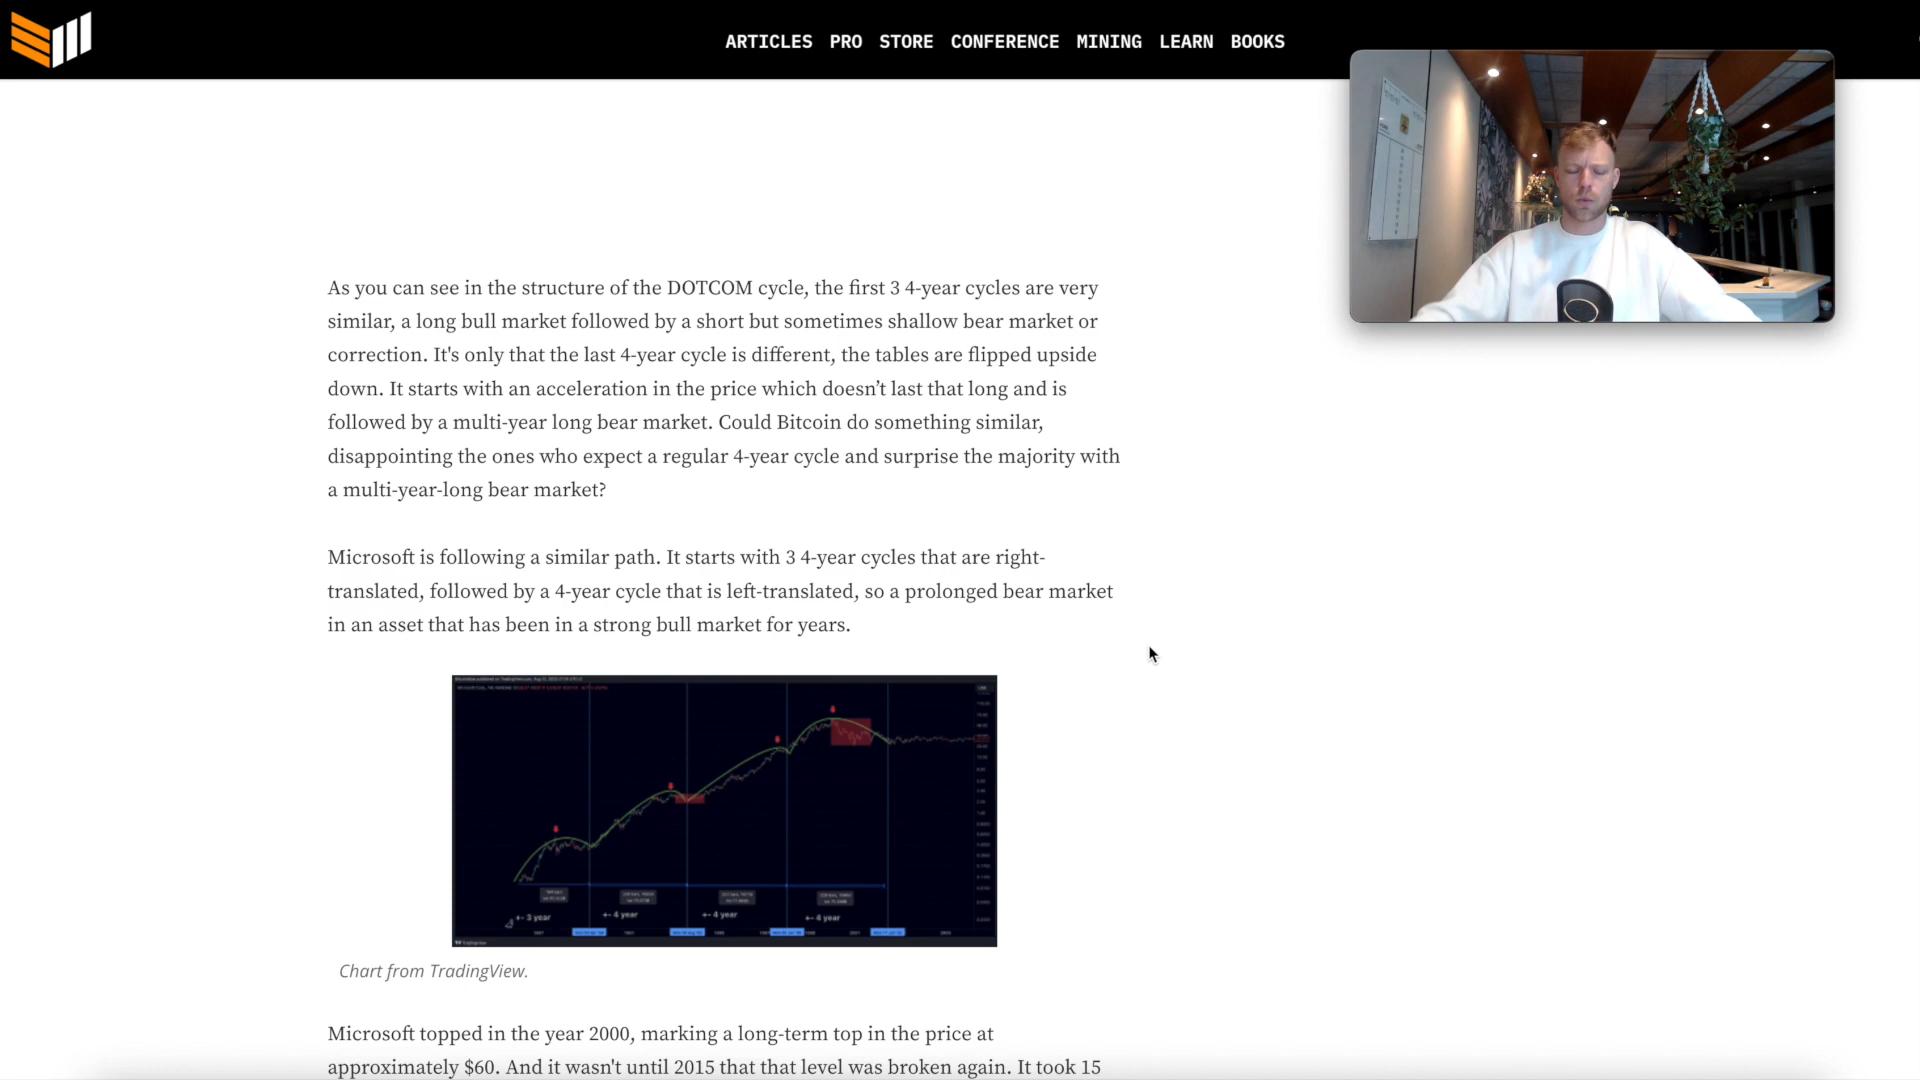 ARTICLES PRO STORE CONFERENCE MINING LEARN BOOKS
As you can see in the structure of the DOTCOM cycle, the first 3 4-year cycles are very
similar, a long bull market followed by a short but sometimes shallow bear market or
correction. It's only that the last 4-year cycle is different, the tables are flipped upside
down. It starts with an acceleration in the price which doesn’t last that long and is
followed by a multi-year long bear market. Could Bitcoin do something similar,
disappointing the ones who expect a regular 4-year cycle and surprise the majority with
a multi-year-long bear market?
Microsoft is following a similar path. It starts with 3 4-year cycles that are right-
translated, followed by a 4-year cycle that is left-translated, so a prolonged bear market
in an asset that has been in a strong bull market for years.
+- 3 year +- 4 year +- 4 year +- 4 year
TradingView
Chart from TradingView.
Microsoft topped in the year 2000, marking a long-term top in the price at
approximately $60. And it wasn't until 2015 that that level was broken again. It took 15